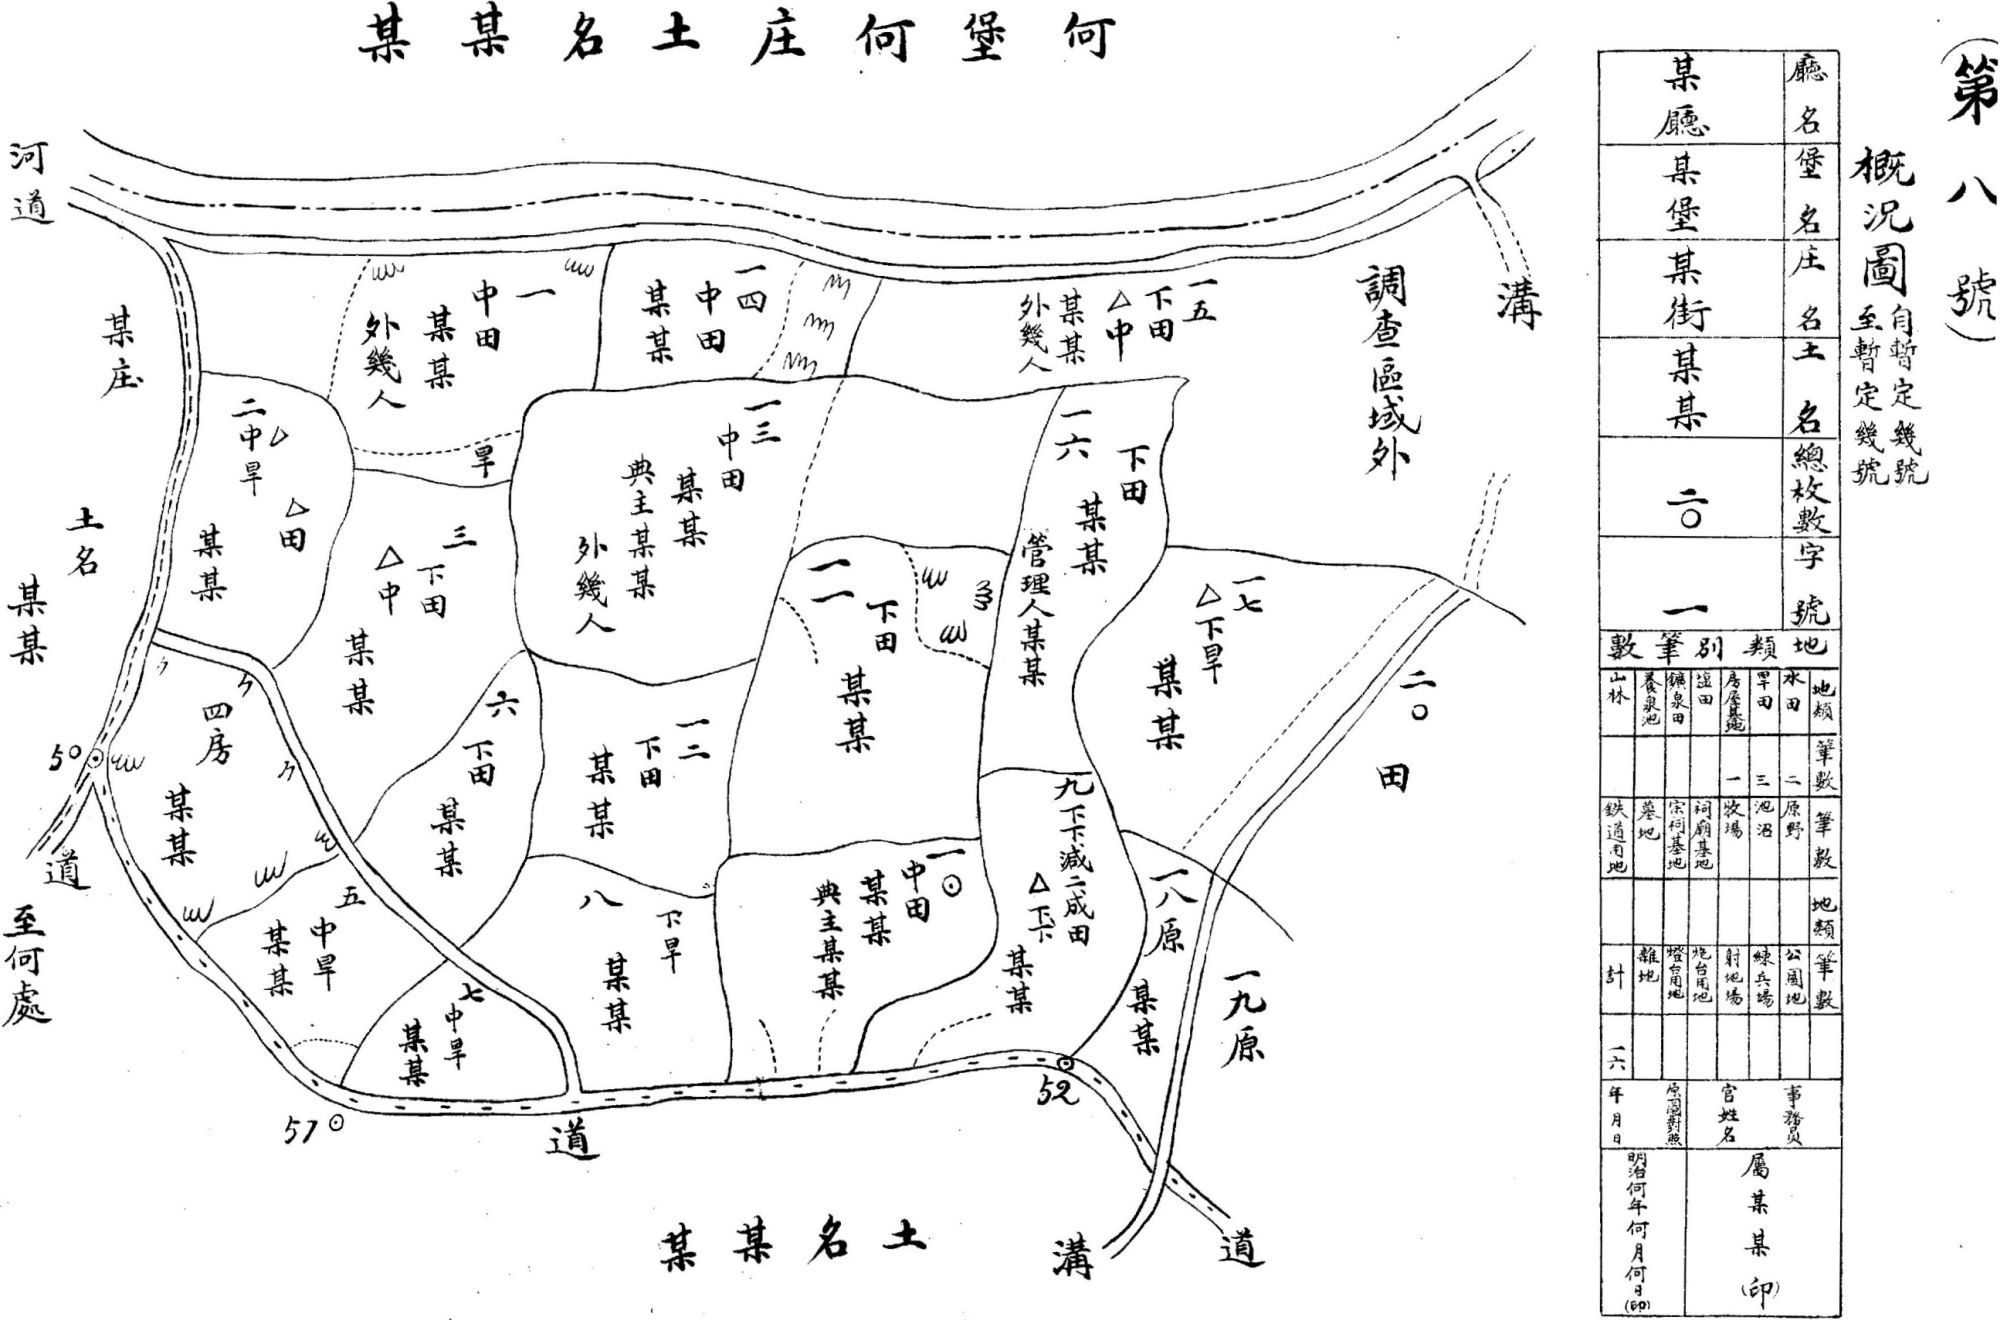 (第八號)
概況圖
自暫定幾號
至暫定幾號
廳名
某廳
堡名
某堡
庄名
某街
土名
某某
總枚數
二〇
字號
一
地類別筆數
地類
筆數
水田
二
旱田
三
房屋基地
一
塩田
鑛泉田
養泉池
山林
筆數
原野
池沼
牧場
祠廟基地
宗祠基地
墓地
鉄道用地
地類
筆數
公園地
練兵場
射地場
炮台用地
燈台用地
雜地
計
一六
事務員
官姓名
原圖對照
年月日
屬某某(印)
明治何年何月何日(印)
何堡何庄土名某某
溝
調查區域外
一五
下田
△中
某某
外幾人
一四
中田
某某
一
中田
某某
外幾人
旱
河道
某庄
土名
某某
二中旱
△
△田
某某
三
下田
△中
某某
一三
中田
某某
典主某某
外幾人
一六
下田
某某
管理人某某
一一
下田
某某
一七
△下旱
某某
二〇
田
四房
某某
六
下田
某某
一二
下田
某某
九下下減二成田
△下下
某某
一〇
中田
某某
典主某某
八
下旱
某某
五
中旱
某某
七
中旱
某某
一八原
某某
一九原
50
道
至何處
51
道
52
溝
道
土名某某